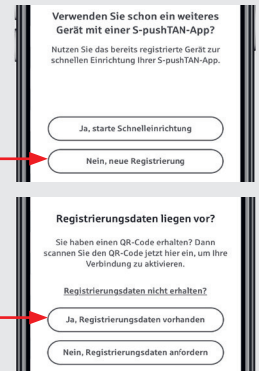 Verwenden Sie schon ein weiteres
Gerät mit einer S-pushTAN-App?
Nutzen Sie das bereits registrierte Gerät zur
schnellen Einrichtung Ihrer S-pushTAN-App.
Ja, starte Schnelleinrichtung
Nein, neue Registrierung
Registrierungsdaten liegen vor?
Sie haben einen QR-Code erhalten? Dann
scannen Sie den QR-Code jetzt hier ein, um Ihre
Verbindung zu aktivieren.
Registrierungsdaten nicht erhalten?
Ja, Registrierungsdaten vorhanden
Nein, Registrierungsdaten anfordern